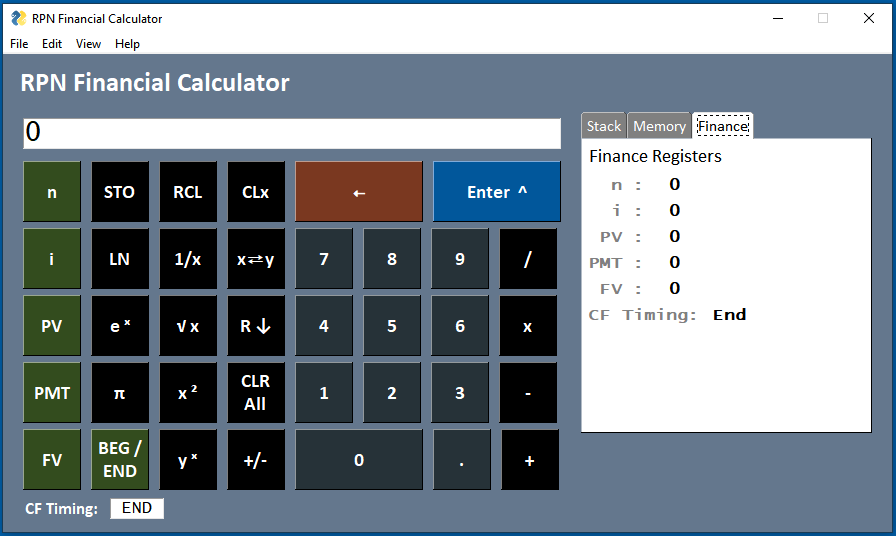 RPN Financial Calculator
File Edit View Help
RPN Financial Calculator
0
Stack Memory Finance
Finance Registers
n : 0
i : 0
PV : 0
PMT : 0
FV : 0
CF Timing: End
n STO RCL CLx ← Enter ^
i LN 1/x x⇄y 7 8 9 /
PV e ˣ √ x R ↓ 4 5 6 x
PMT π x ² CLR All 1 2 3 -
FV BEG / END y ˣ +/- 0 . +
CF Timing: END